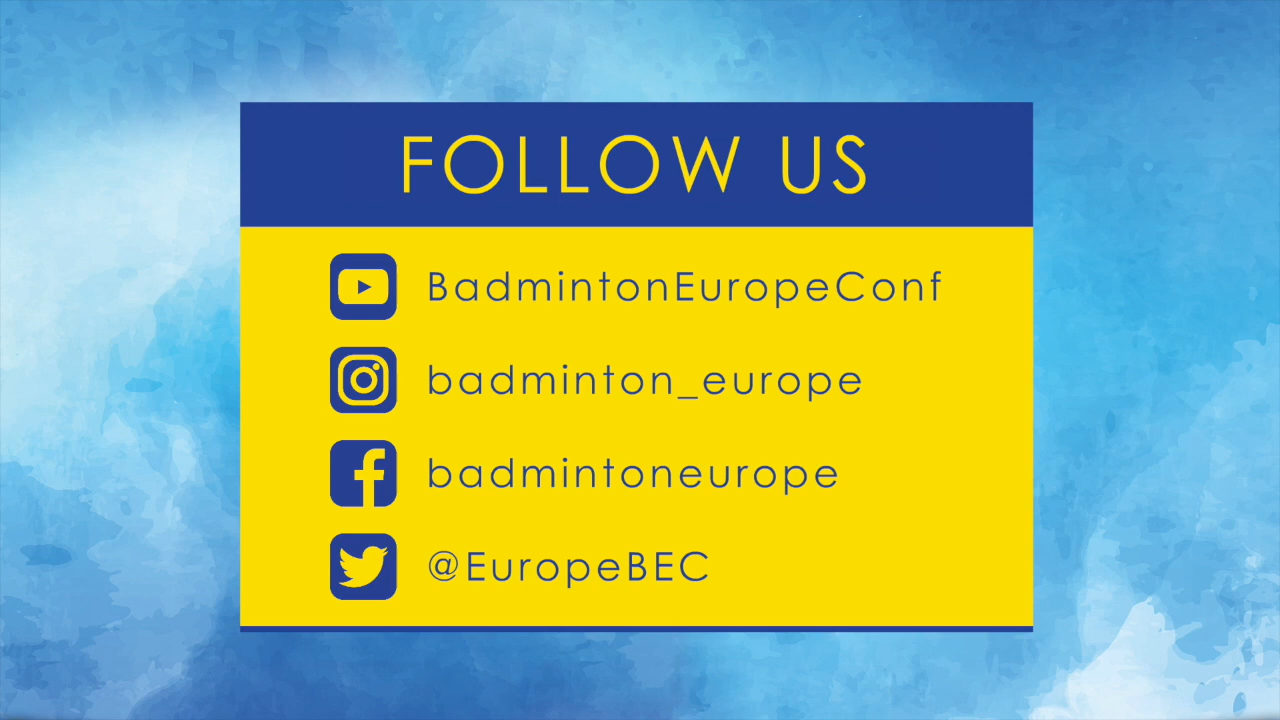 FOLLOW US
BadmintonEuropeConf
badminton_europe
badmintoneurope
@EuropeBEC